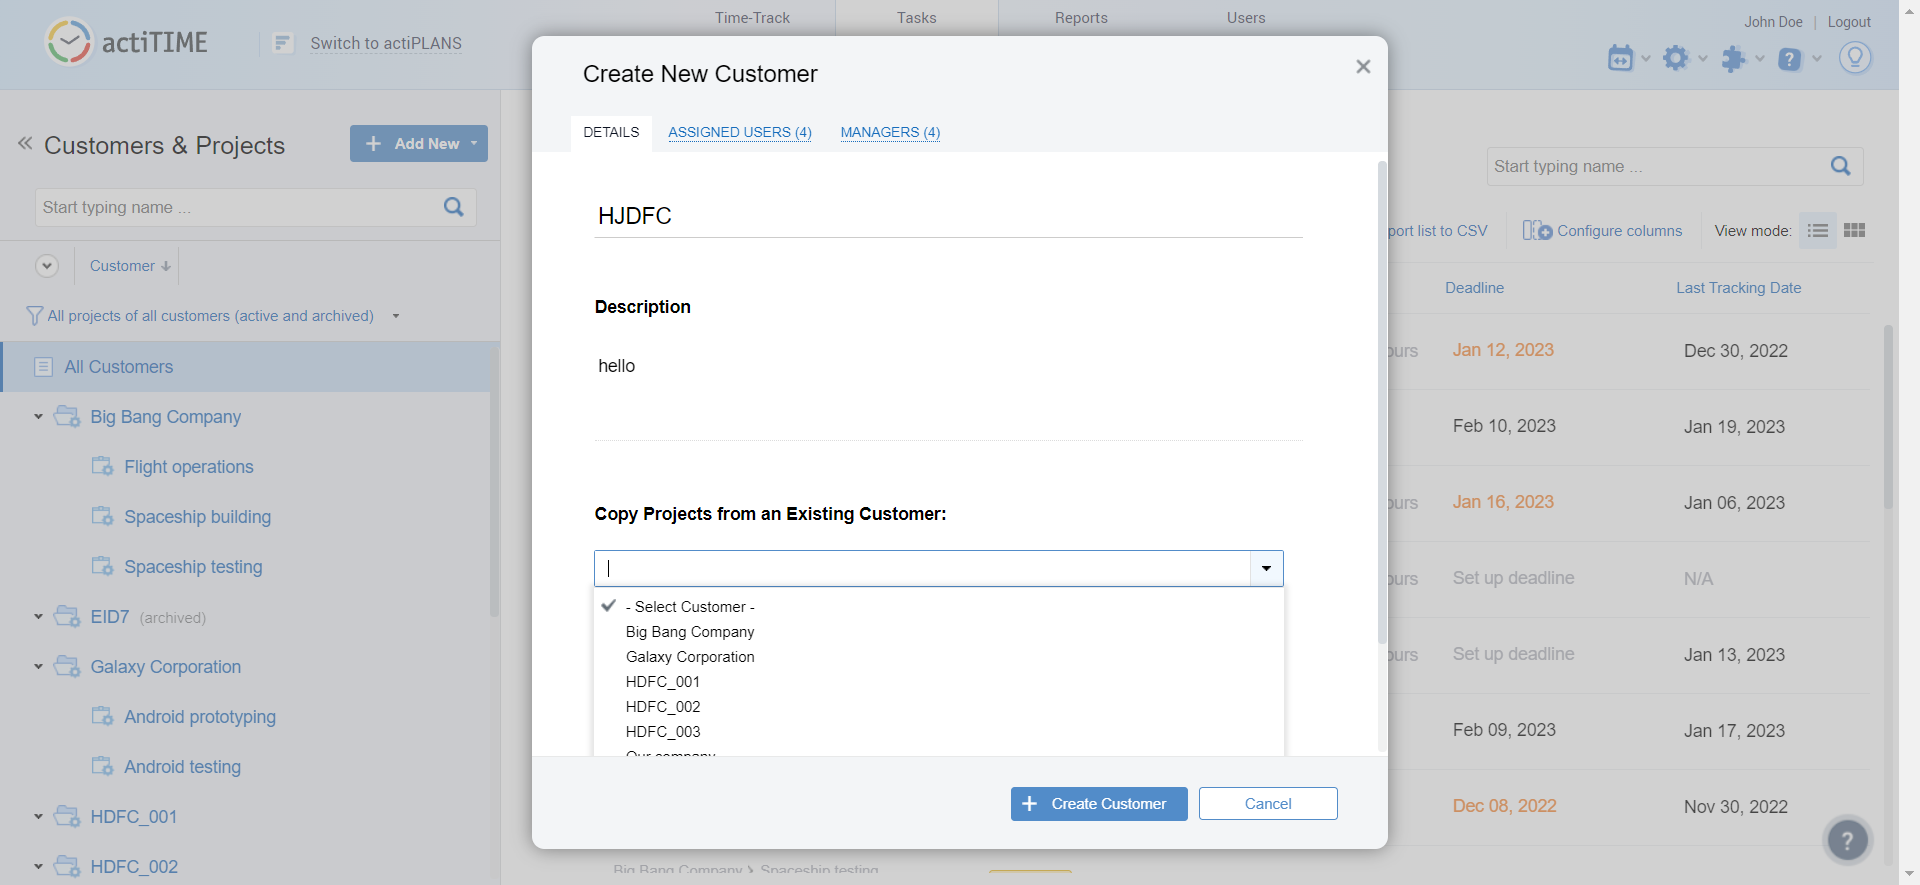 actiTIME
Switch to actiPLANS
Time-Track
Tasks
Reports
Users
John Doe | Logout
Customers & Projects
+ Add New
Start typing name ...
Customer
All projects of all customers (active and archived)
All Customers
Big Bang Company
Flight operations
Spaceship building
Spaceship testing
EID7 (archived)
Galaxy Corporation
Android prototyping
Android testing
HDFC_001
HDFC_002
Create New Customer
DETAILS
ASSIGNED USERS (4)
MANAGERS (4)
HJDFC
Description
hello
Copy Projects from an Existing Customer:
- Select Customer -
Big Bang Company
Galaxy Corporation
HDFC_001
HDFC_002
HDFC_003
Our company
+ Create Customer
Cancel
Start typing name ...
port list to CSV
Configure columns
View mode:
Deadline
Last Tracking Date
ours Jan 12, 2023 Dec 30, 2022
Feb 10, 2023 Jan 19, 2023
ours Jan 16, 2023 Jan 06, 2023
ours Set up deadline N/A
ours Set up deadline Jan 13, 2023
Feb 09, 2023 Jan 17, 2023
Dec 08, 2022 Nov 30, 2022
?
Big Bang Company > Spaceship testing